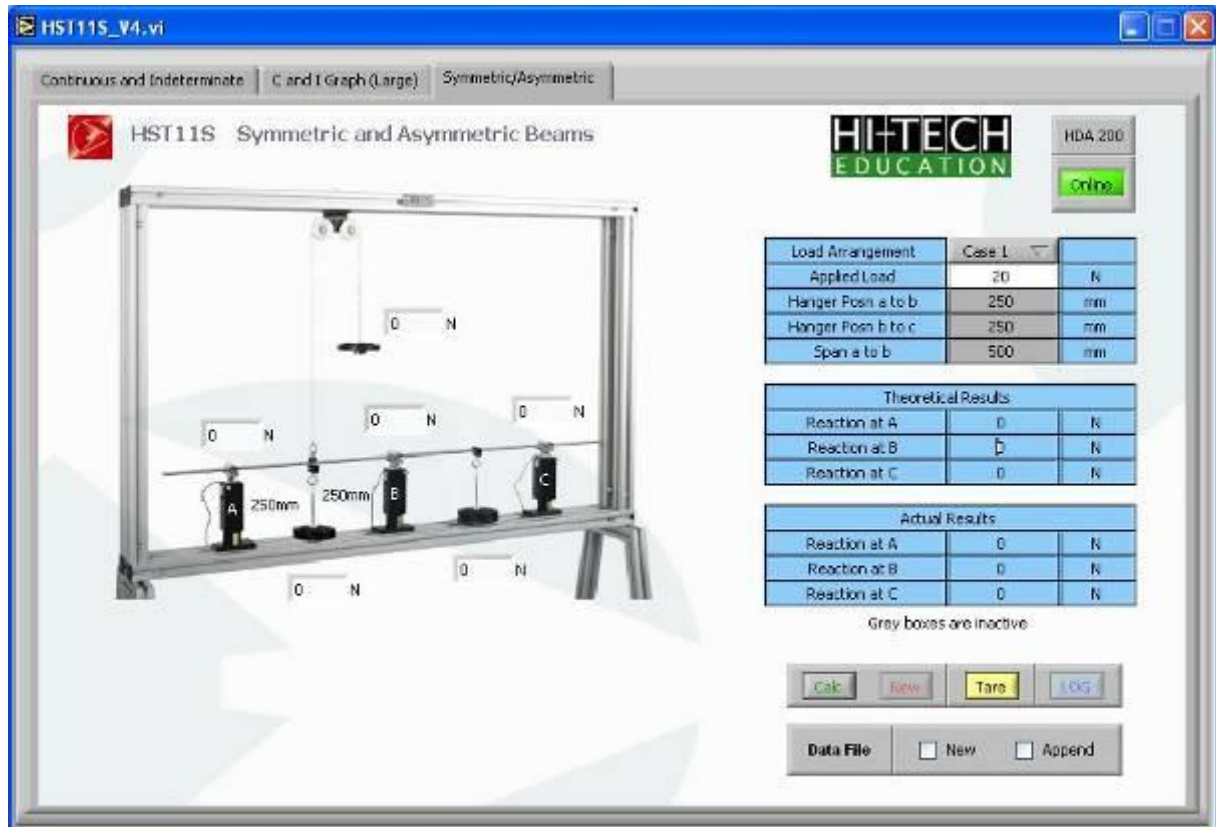 HST11S_V4.vi
Continuous and Indeterminate C and I Graph (Large) Symmetric/Asymmetric
HST11S Symmetric and Asymmetric Beams
HI-TECH
EDUCATION
HDA 200
Online
Load Arrangement Case 1
Applied Load 20 N
Hanger Posn a to b 250 mm
Hanger Posn b to c 250 mm
Span a to b 500 mm
0 N
0 N
0 N
0 N
A 250mm 250mm B C
0 N
0 N
Theoretical Results
Reaction at A 0 N
Reaction at B 0 N
Reaction at C 0 N
Actual Results
Reaction at A 0 N
Reaction at B 0 N
Reaction at C 0 N
Grey boxes are inactive
Calc New Tare LOG
Data File New Append